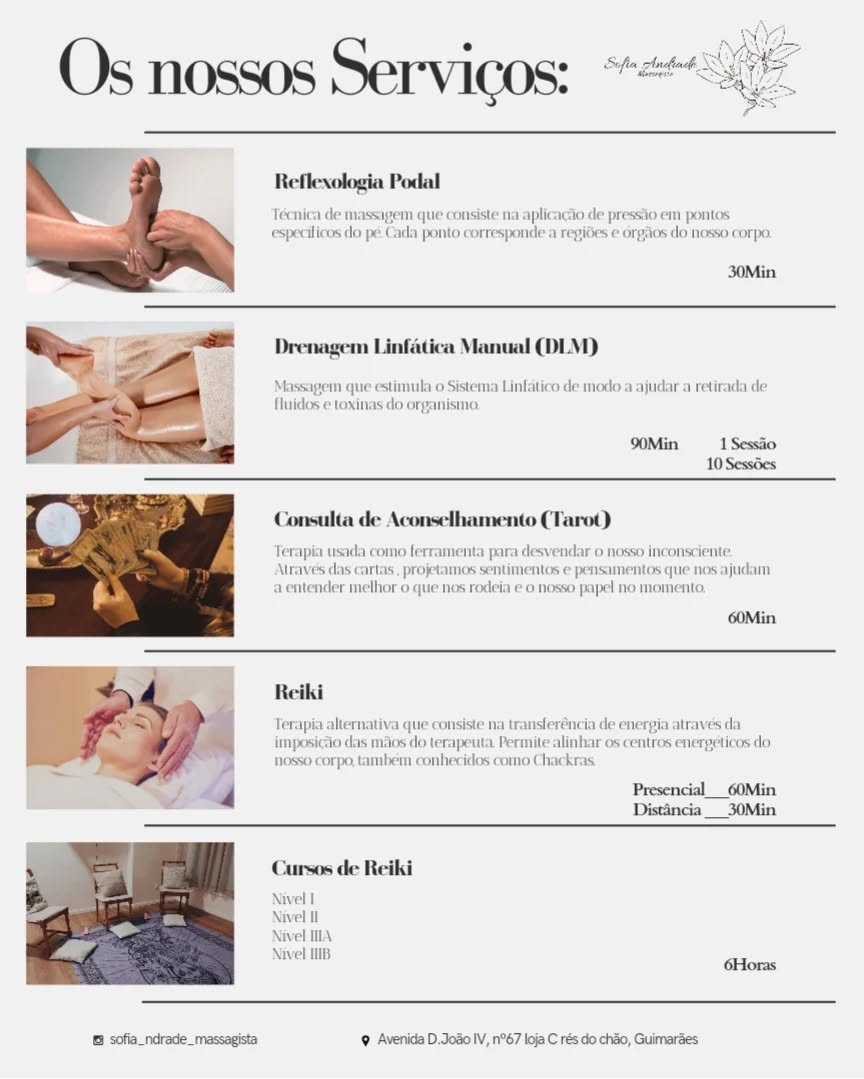 Os nossos Serviços:
Sofia Andrade
Massagista
Reflexologia Podal
Técnica de massagem que consiste na aplicação de pressão em pontos
específicos do pé. Cada ponto corresponde a regiões e órgãos do nosso corpo.
30Min
Drenagem Linfática Manual (DLM)
Massagem que estimula o Sistema Linfático de modo a ajudar a retirada de
fluidos e toxinas do organismo.
90Min 1 Sessão
10 Sessões
Consulta de Aconselhamento (Tarot)
Terapia usada como ferramenta para desvendar o nosso inconsciente.
Através das cartas , projetamos sentimentos e pensamentos que nos ajudam
a entender melhor o que nos rodeia e o nosso papel no momento.
60Min
Reiki
Terapia alternativa que consiste na transferência de energia através da
imposição das mãos do terapeuta. Permite alinhar os centros energéticos do
nosso corpo, também conhecidos como Chackras.
Presencial___60Min
Distância ___30Min
Cursos de Reiki
Nível I
Nível II
Nível IIIA
Nível IIIB
6Horas
sofia_ndrade_massagista
Avenida D.João IV, nº67 loja C rés do chão, Guimarães